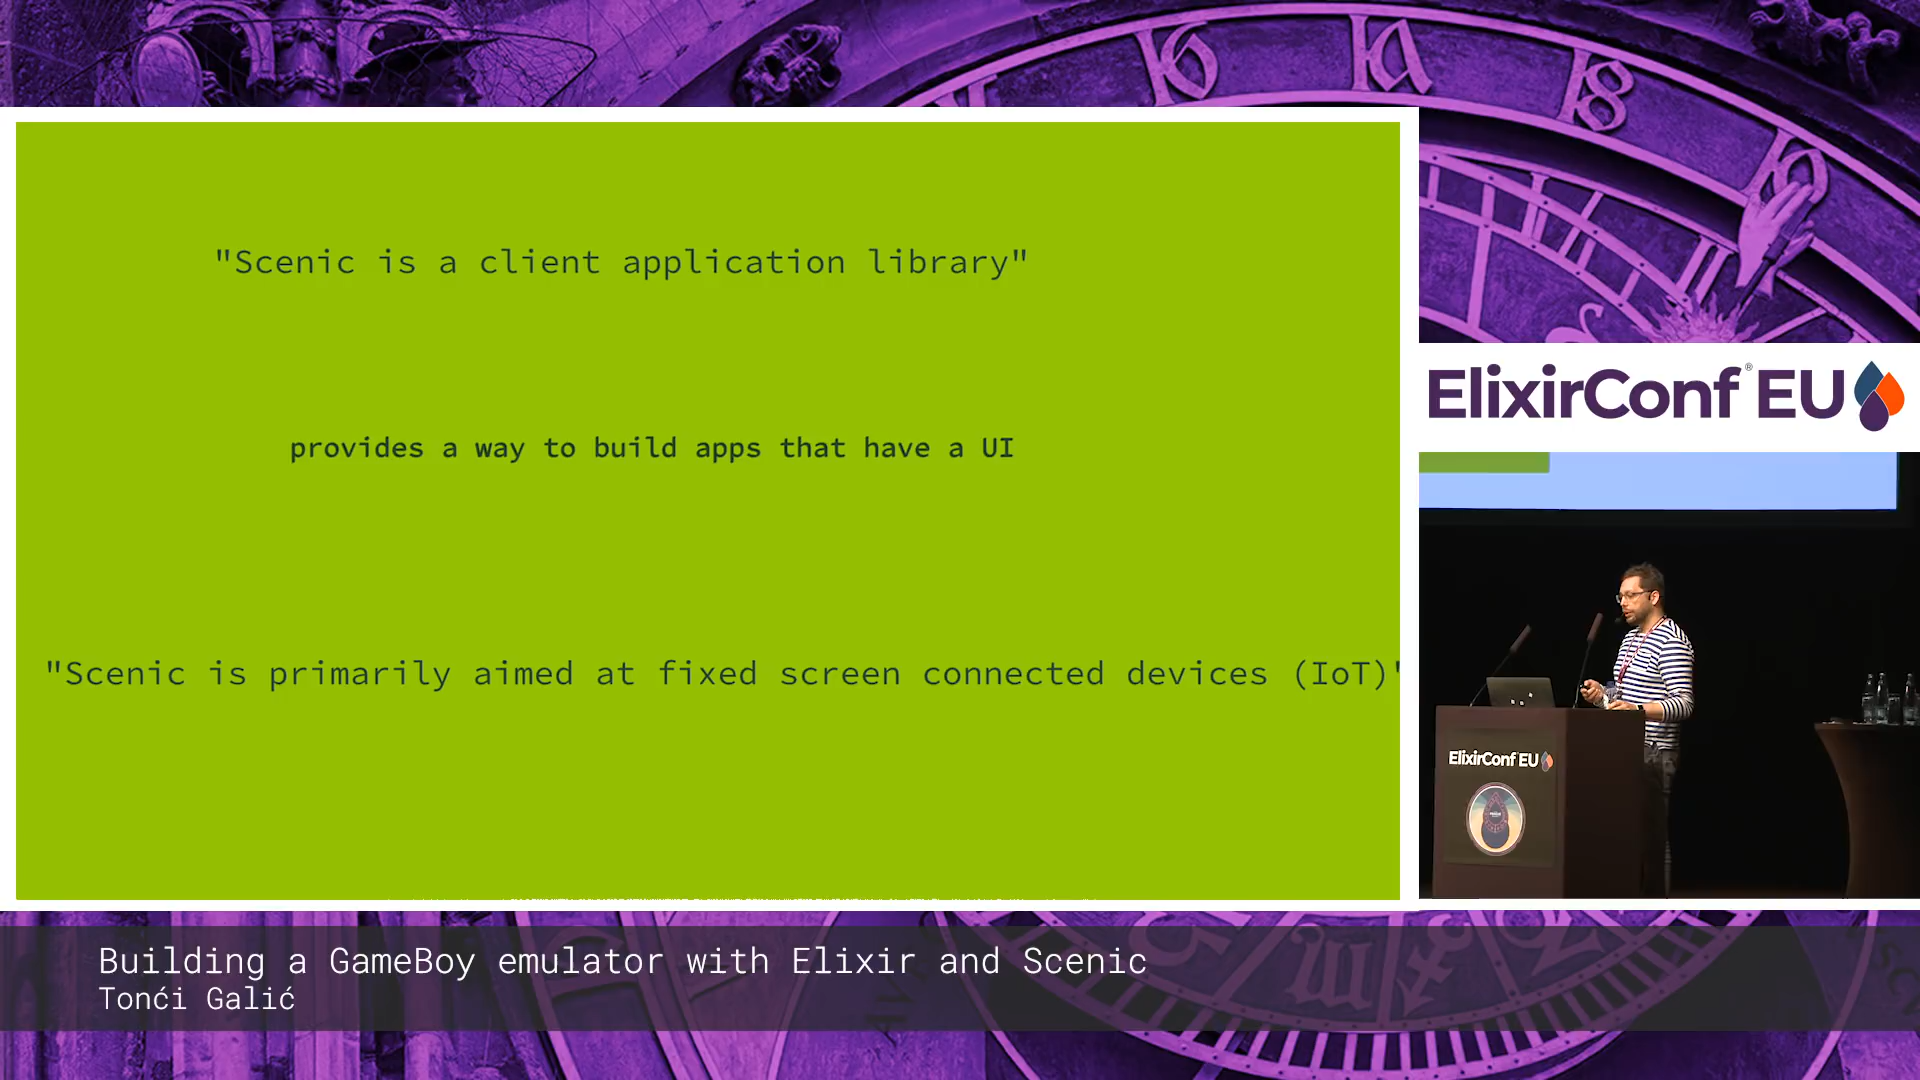 "Scenic is a client application library"
provides a way to build apps that have a UI
"Scenic is primarily aimed at fixed screen connected devices (IoT)"
ElixirConf® EU
ElixirConf EU
Building a GameBoy emulator with Elixir and Scenic
Tonći Galić